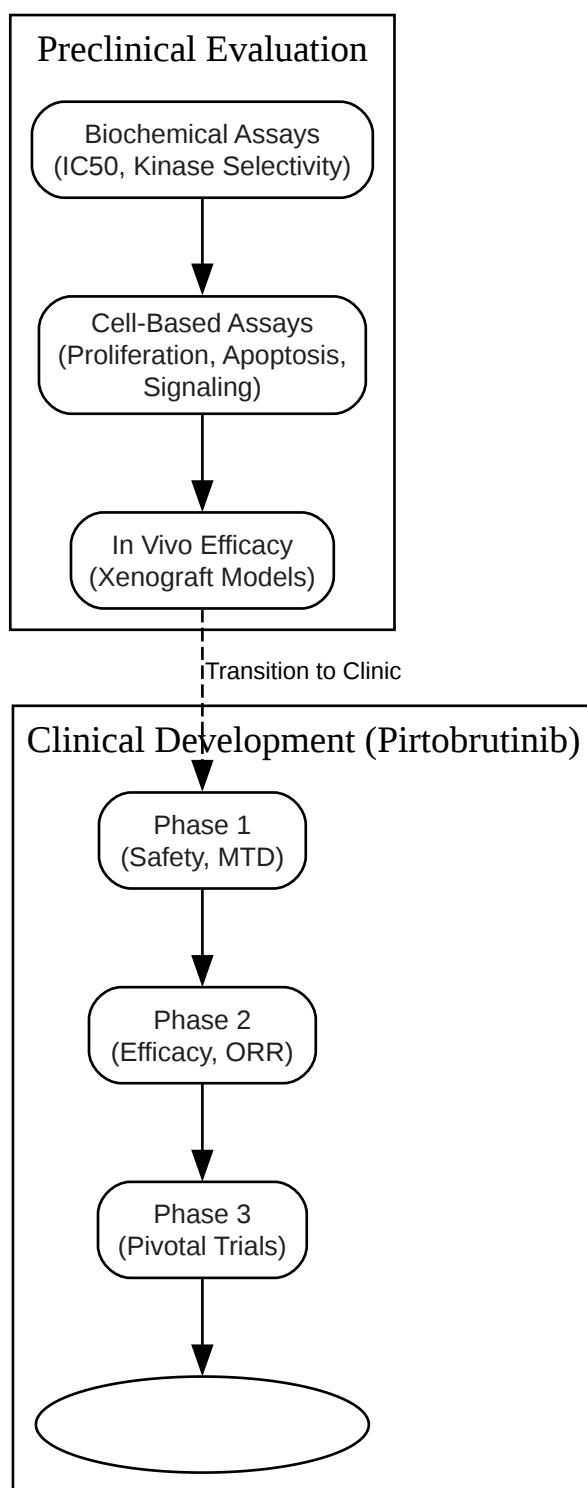 Preclinical Evaluation
Biochemical Assays
(IC50, Kinase Selectivity)
Cell-Based Assays
(Proliferation, Apoptosis,
Signaling)
In Vivo Efficacy
(Xenograft Models)
Transition to Clinic
Clinical Development (Pirtobrutinib)
Phase 1
(Safety, MTD)
Phase 2
(Efficacy, ORR)
Phase 3
(Pivotal Trials)